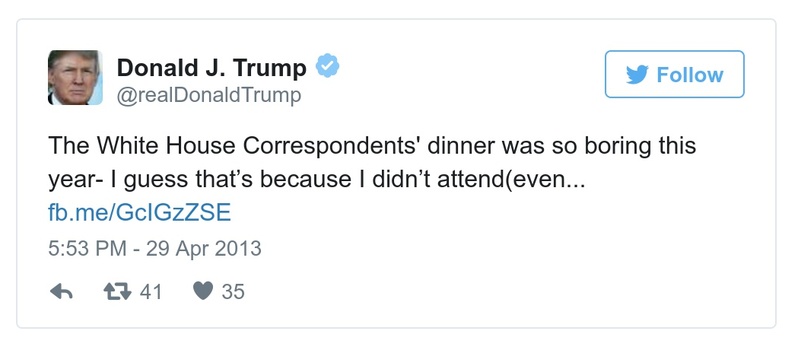 Donald J. Trump
@realDonaldTrump
Follow
The White House Correspondents' dinner was so boring this
year- I guess that’s because I didn’t attend(even...
fb.me/GcIGzZSE
5:53 PM - 29 Apr 2013
41 35